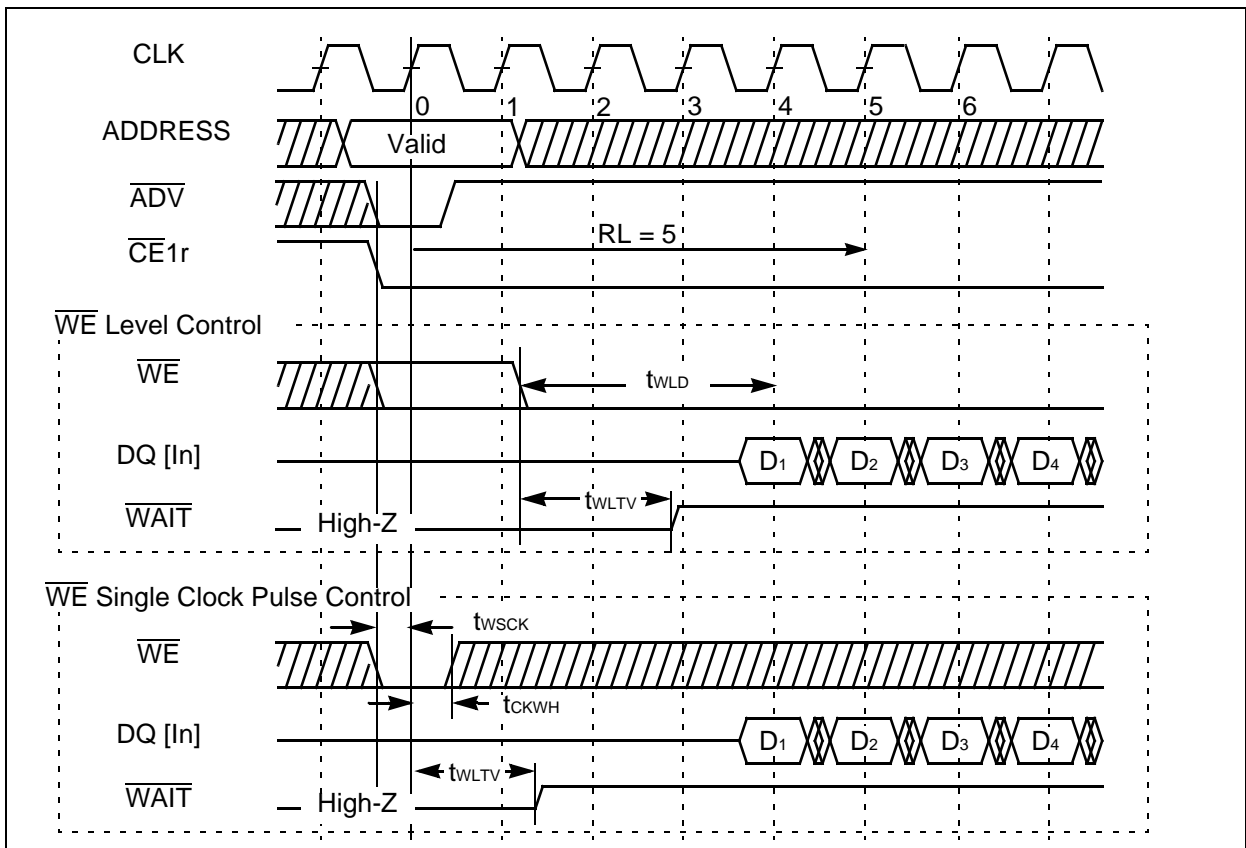 CLK
0 1 2 3 4 5 6
ADDRESS
Valid
ADV
RL = 5
CE1r
WE Level Control
WE
tWLD
DQ [In]
D1 D2 D3 D4
tWLTV
WAIT
High-Z
WE Single Clock Pulse Control
tWSCK
WE
tCKWH
DQ [In]
D1 D2 D3 D4
tWLTV
WAIT
High-Z